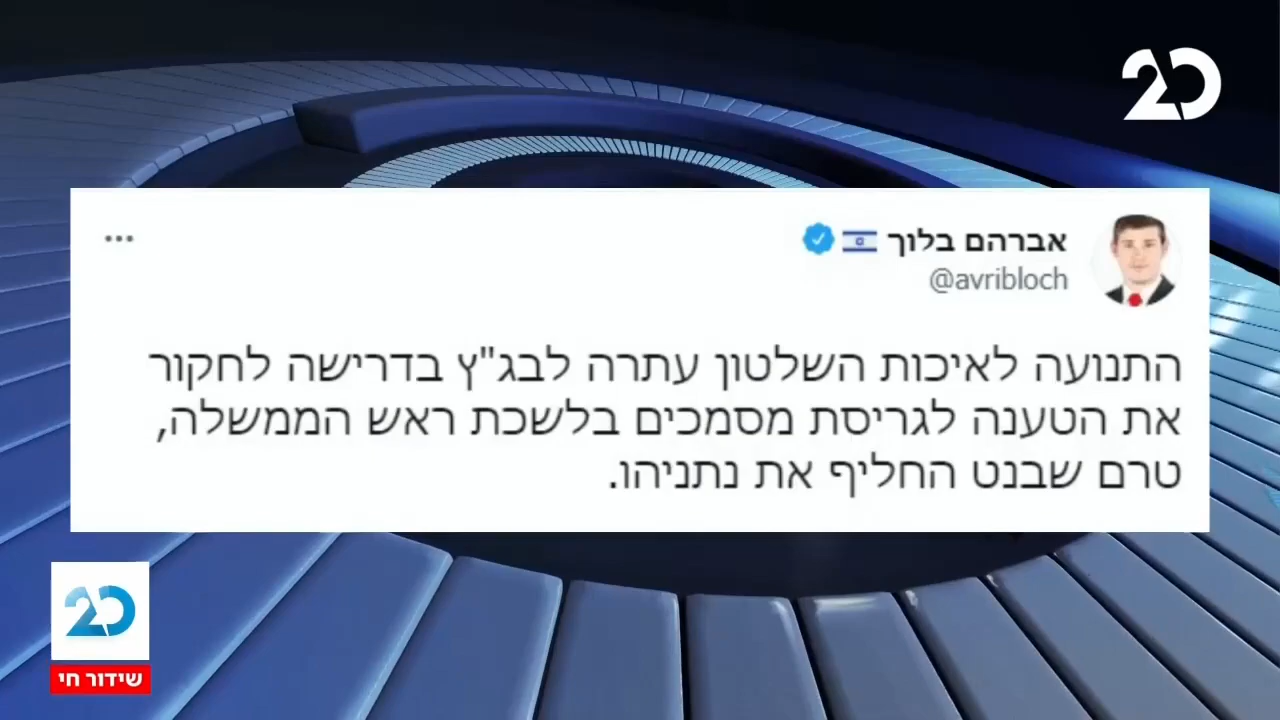 20
אברהם בלוך
@avribloch
התנועה לאיכות השלטון עתרה לבג"ץ בדרישה לחקור
את הטענה לגריסת מסמכים בלשכת ראש הממשלה,
טרם שבנט החליף את נתניהו.
20
שידור חי